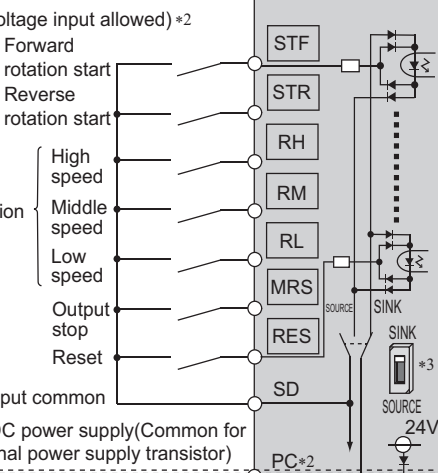 oltage input allowed) *2
Forward
rotation start
STF
Reverse
rotation start
STR
High
speed
RH
Middle
speed
RM
Low
speed
RL
Output
stop
MRS
SOURCE
SINK
Reset
RES
SINK
*3
SOURCE
put common
SD
C power supply(Common for
nal power supply transistor)
24V
PC*2